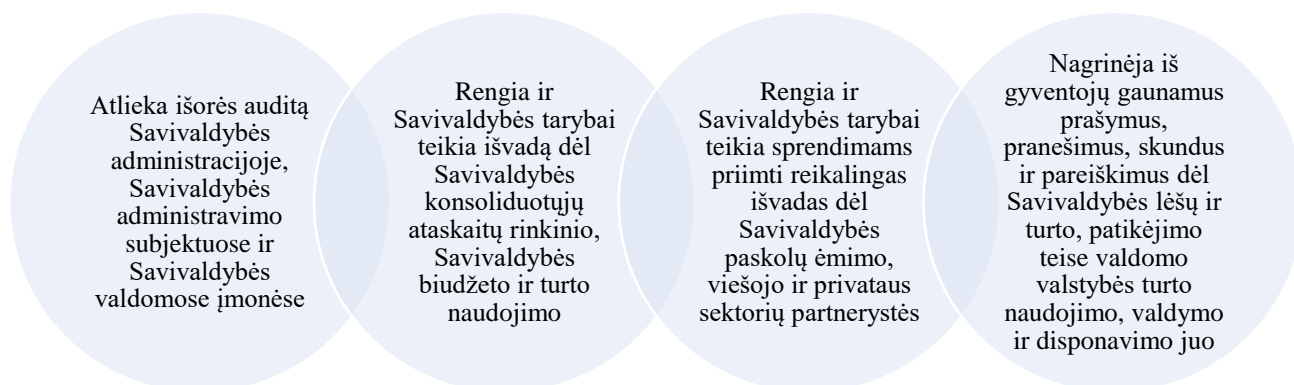 Atlieka išorės auditą
Savivaldybės
administracijoje,
Savivaldybės
administravimo
subjektuose ir
Savivaldybės
valdomose įmonėse
Rengia ir
Savivaldybės tarybai
teikia išvadą dėl
Savivaldybės
konsoliduotųjų
ataskaitų rinkinio,
Savivaldybės
biudžeto ir turto
naudojimo
Rengia ir
Savivaldybės tarybai
teikia sprendimams
priimti reikalingas
išvadas dėl
Savivaldybės
paskolų ėmimo,
viešojo ir privataus
sektorių partnerystės
Nagrinėja iš
gyventojų gaunamus
prašymus,
pranešimus, skundus
ir pareiškimus dėl
Savivaldybės lėšų ir
turto, patikėjimo
teise valdomo
valstybės turto
naudojimo, valdymo
ir disponavimo juo